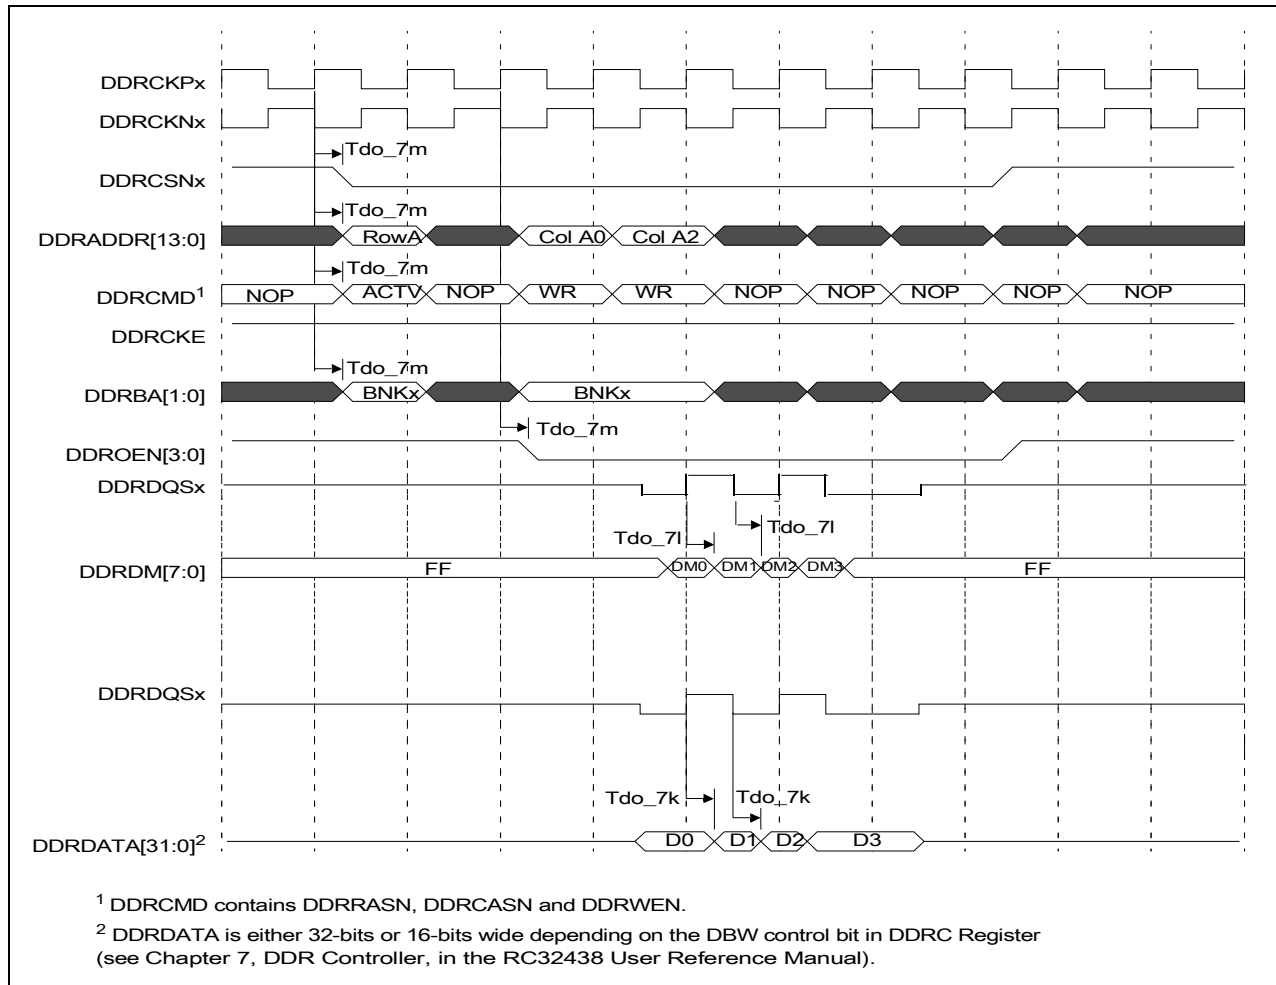 DDRCKPx
DDRCKNx
Tdo_7m
DDRCSNx
Tdo_7m
DDRADDR[13:0] RowA Col A0 Col A2
Tdo_7m
DDRCMD1 NOP ACTV NOP WR WR NOP NOP NOP NOP NOP
DDRCKE
Tdo_7m
DDRBA[1:0] BNKx BNKx
Tdo_7m
DDROEN[3:0]
DDRDQSx
Tdo_7l Tdo_7l
DDRDM[7:0] FF DM0 DM1 DM2 DM3 FF
DDRDQSx
Tdo_7k Tdo_7k
DDRDATA[31:0]2 D0 D1 D2 D3
1 DDRCMD contains DDRRASN, DDRCASN and DDRWEN.
2 DDRDATA is either 32-bits or 16-bits wide depending on the DBW control bit in DDRC Register
(see Chapter 7, DDR Controller, in the RC32438 User Reference Manual).